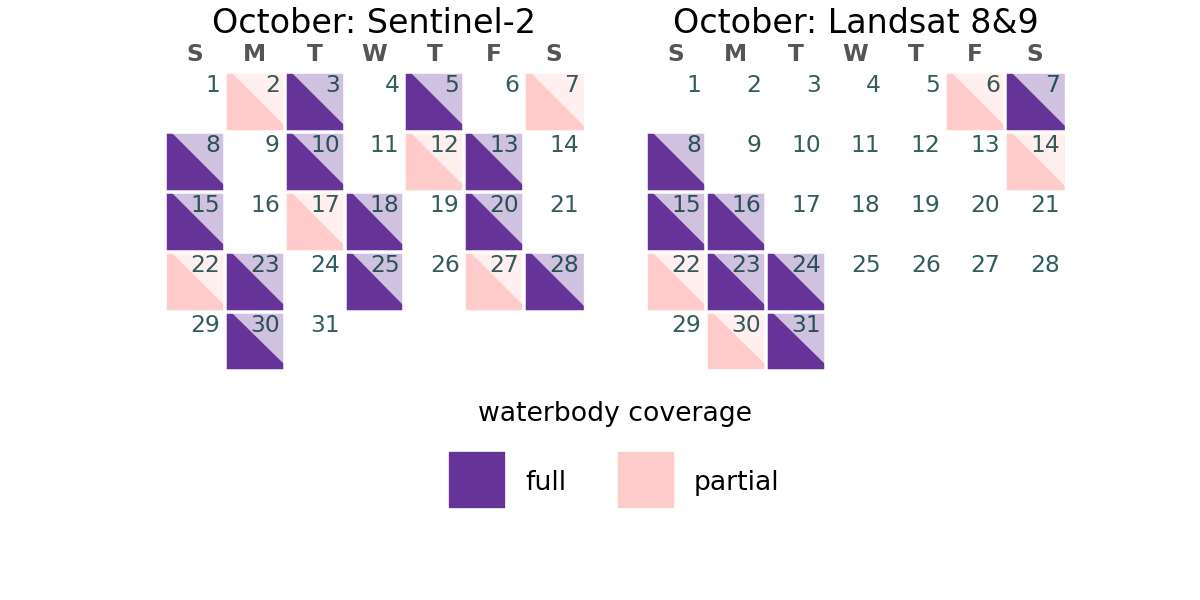 October: Sentinel-2
S M T W T F S
1 2 3 4 5 6 7
8 9 10 11 12 13 14
15 16 17 18 19 20 21
22 23 24 25 26 27 28
29 30 31
October: Landsat 8&9
S M T W T F S
1 2 3 4 5 6 7
8 9 10 11 12 13 14
15 16 17 18 19 20 21
22 23 24 25 26 27 28
29 30 31
waterbody coverage
full
partial